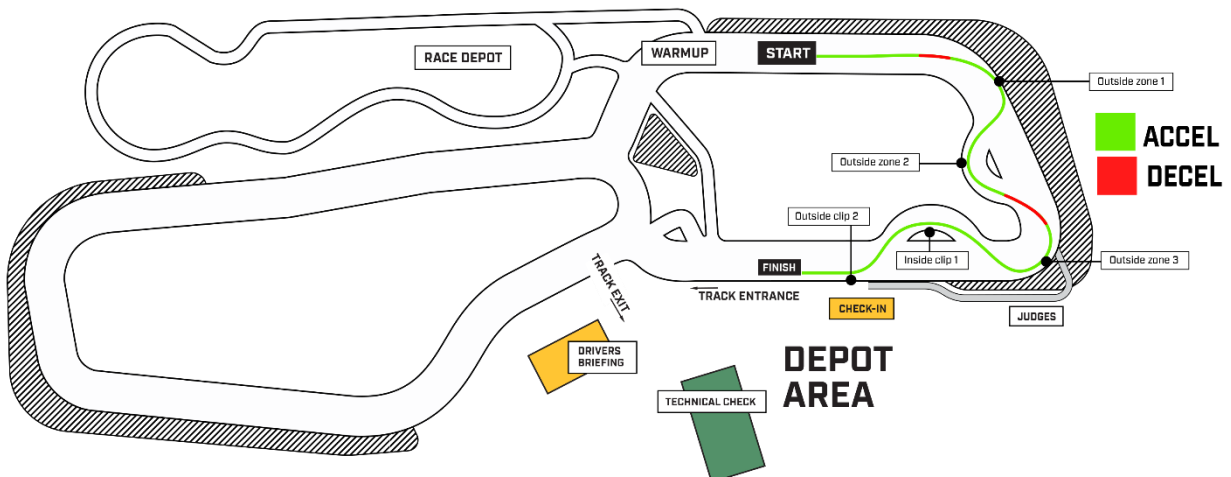 RACE DEPOT
WARMUP
START
Outside zone 1
ACCEL
DECEL
Outside zone 2
Outside clip 2
Inside clip 1
Outside zone 3
FINISH
TRACK EXIT
TRACK ENTRANCE
CHECK-IN
JUDGES
DRIVERS
BRIEFING
DEPOT
AREA
TECHNICAL CHECK